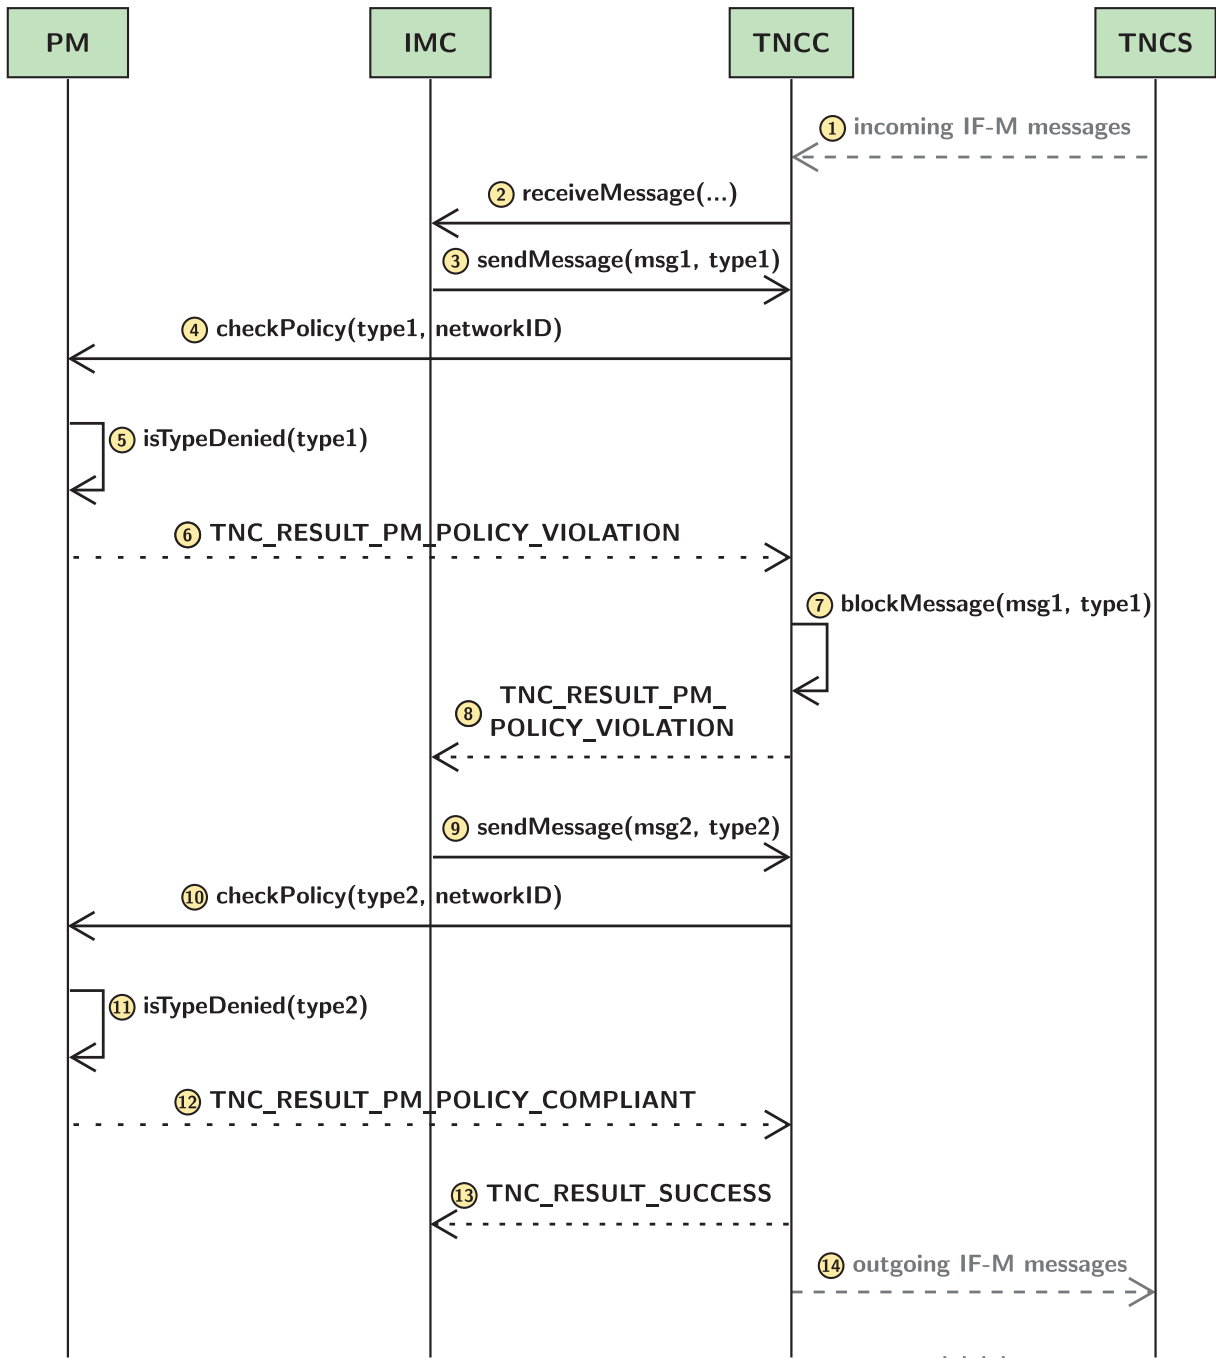 PM
IMC
TNCC
TNCS
1 incoming IF-M messages
2 receiveMessage(...)
3 sendMessage(msg1, type1)
4 checkPolicy(type1, networkID)
5 isTypeDenied(type1)
6 TNC_RESULT_PM_POLICY_VIOLATION
7 blockMessage(msg1, type1)
8 TNC_RESULT_PM_
POLICY_VIOLATION
9 sendMessage(msg2, type2)
10 checkPolicy(type2, networkID)
11 isTypeDenied(type2)
12 TNC_RESULT_PM_POLICY_COMPLIANT
13 TNC_RESULT_SUCCESS
14 outgoing IF-M messages